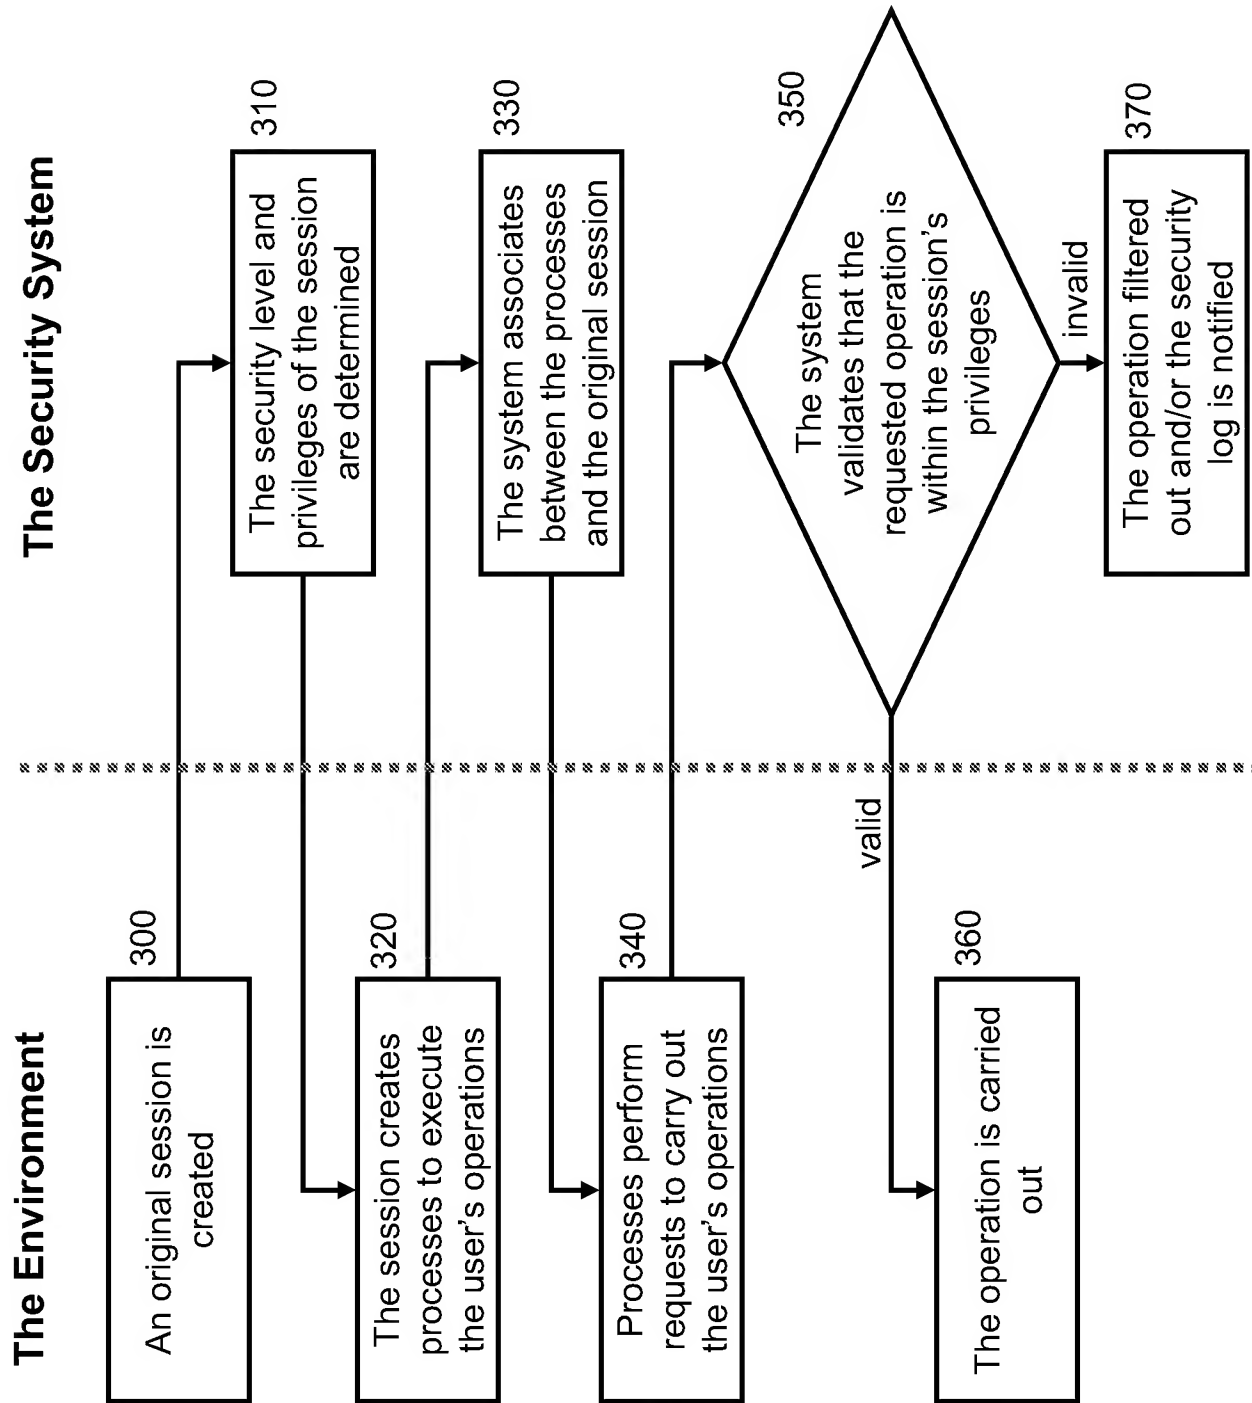 The Environment
The Security System
300
An original session is
created
310
The security level and
privileges of the session
are determined
320
The session creates
processes to execute
the user's operations
330
The system associates
between the processes
and the original session
340
Processes perform
requests to carry out
the user's operations
350
The system
validates that the
requested operation is
within the session's
privileges
valid
invalid
360
The operation is carried
out
370
The operation filtered
out and/or the security
log is notified